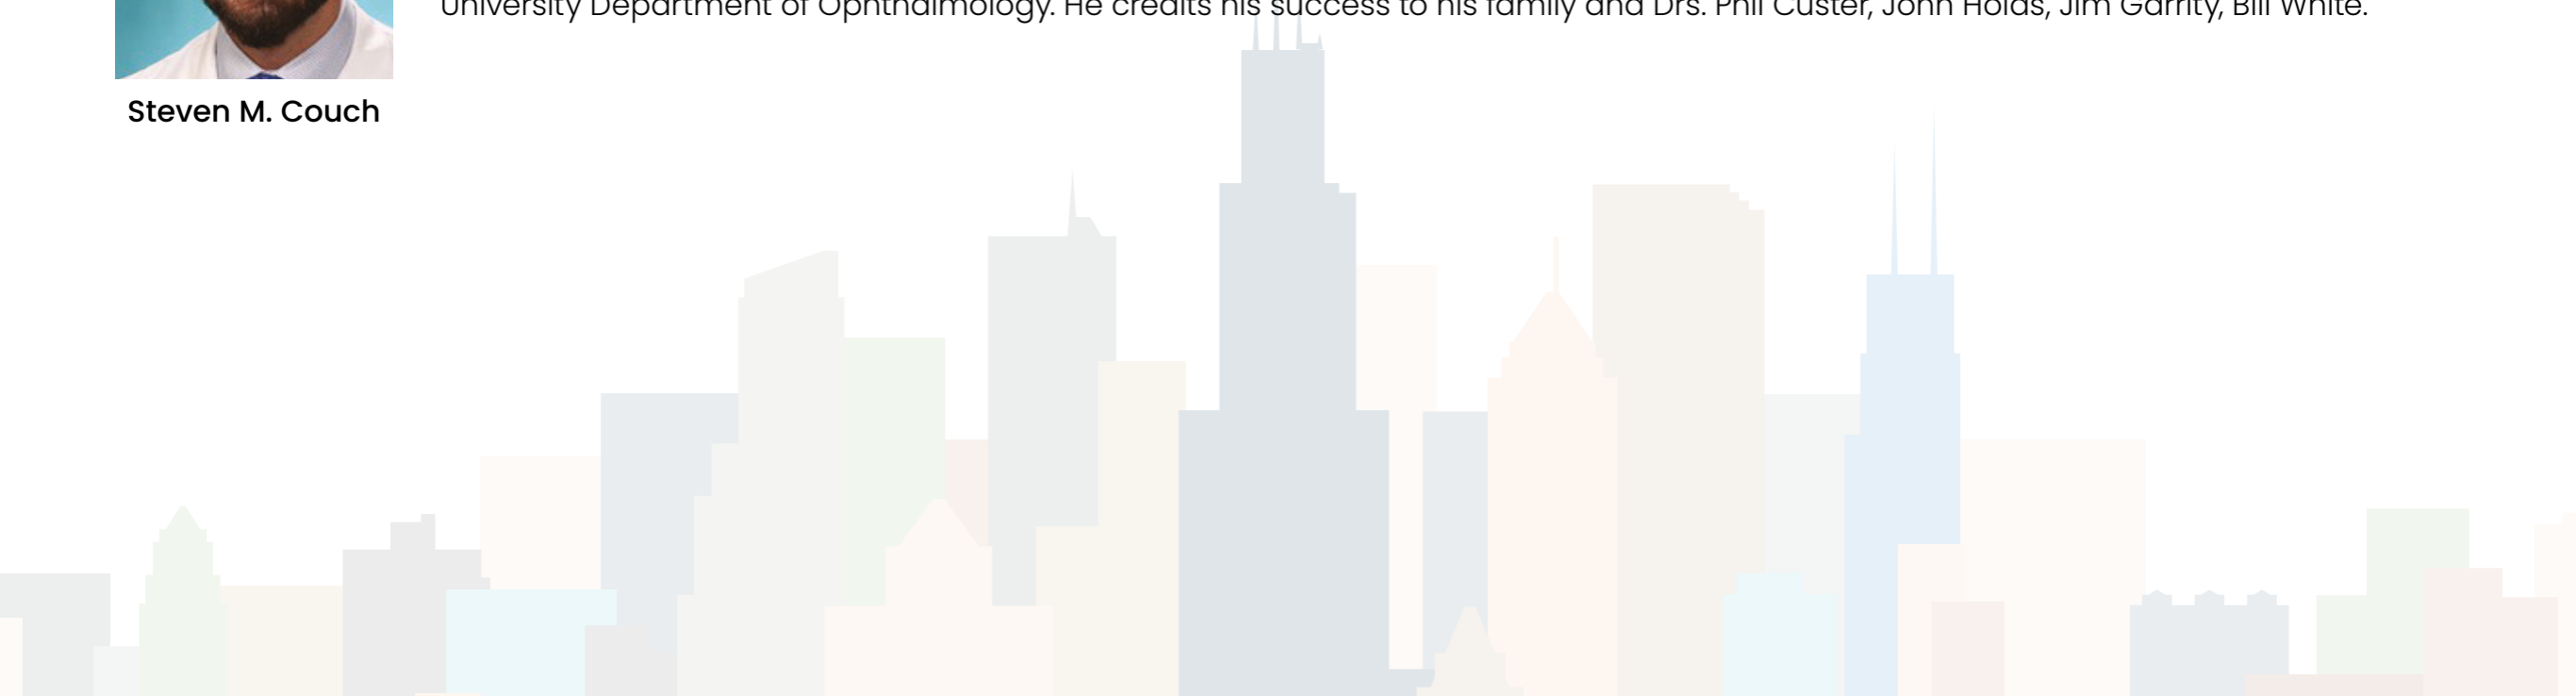 University Department of Ophthalmology. He credits his success to his family and Drs. Phil Custer, John Holds, Jim Garrity, Bill White.
Steven M. Couch